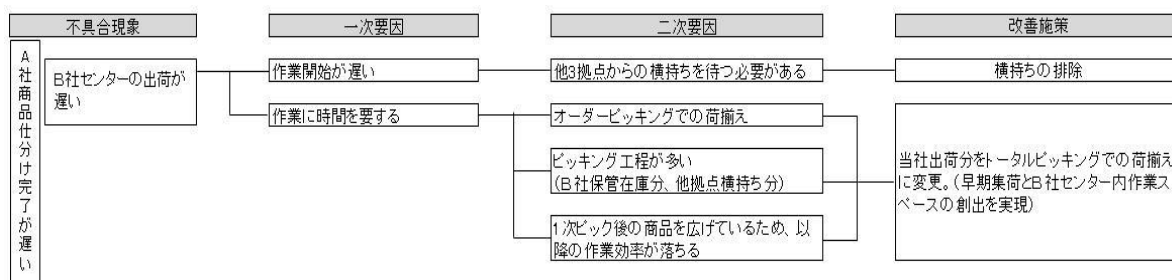 不具合現象
一次要因
二次要因
改善施策
A社商品仕分け完了が遅い
B社センターの出荷が
遅い
作業開始が遅い
他3拠点からの横持ちを待つ必要がある
横持ちの排除
作業に時間を要する
オーダーピッキングでの荷揃え
ピッキング工程が多い
(B社保管在庫分、他拠点横持ち分)
1次ピック後の商品を広げているため、以
降の作業効率が落ちる
当社出荷分をトータルピッキングでの荷揃え
に変更。(早期集荷とB社センター内作業ス
ペースの創出を実現)